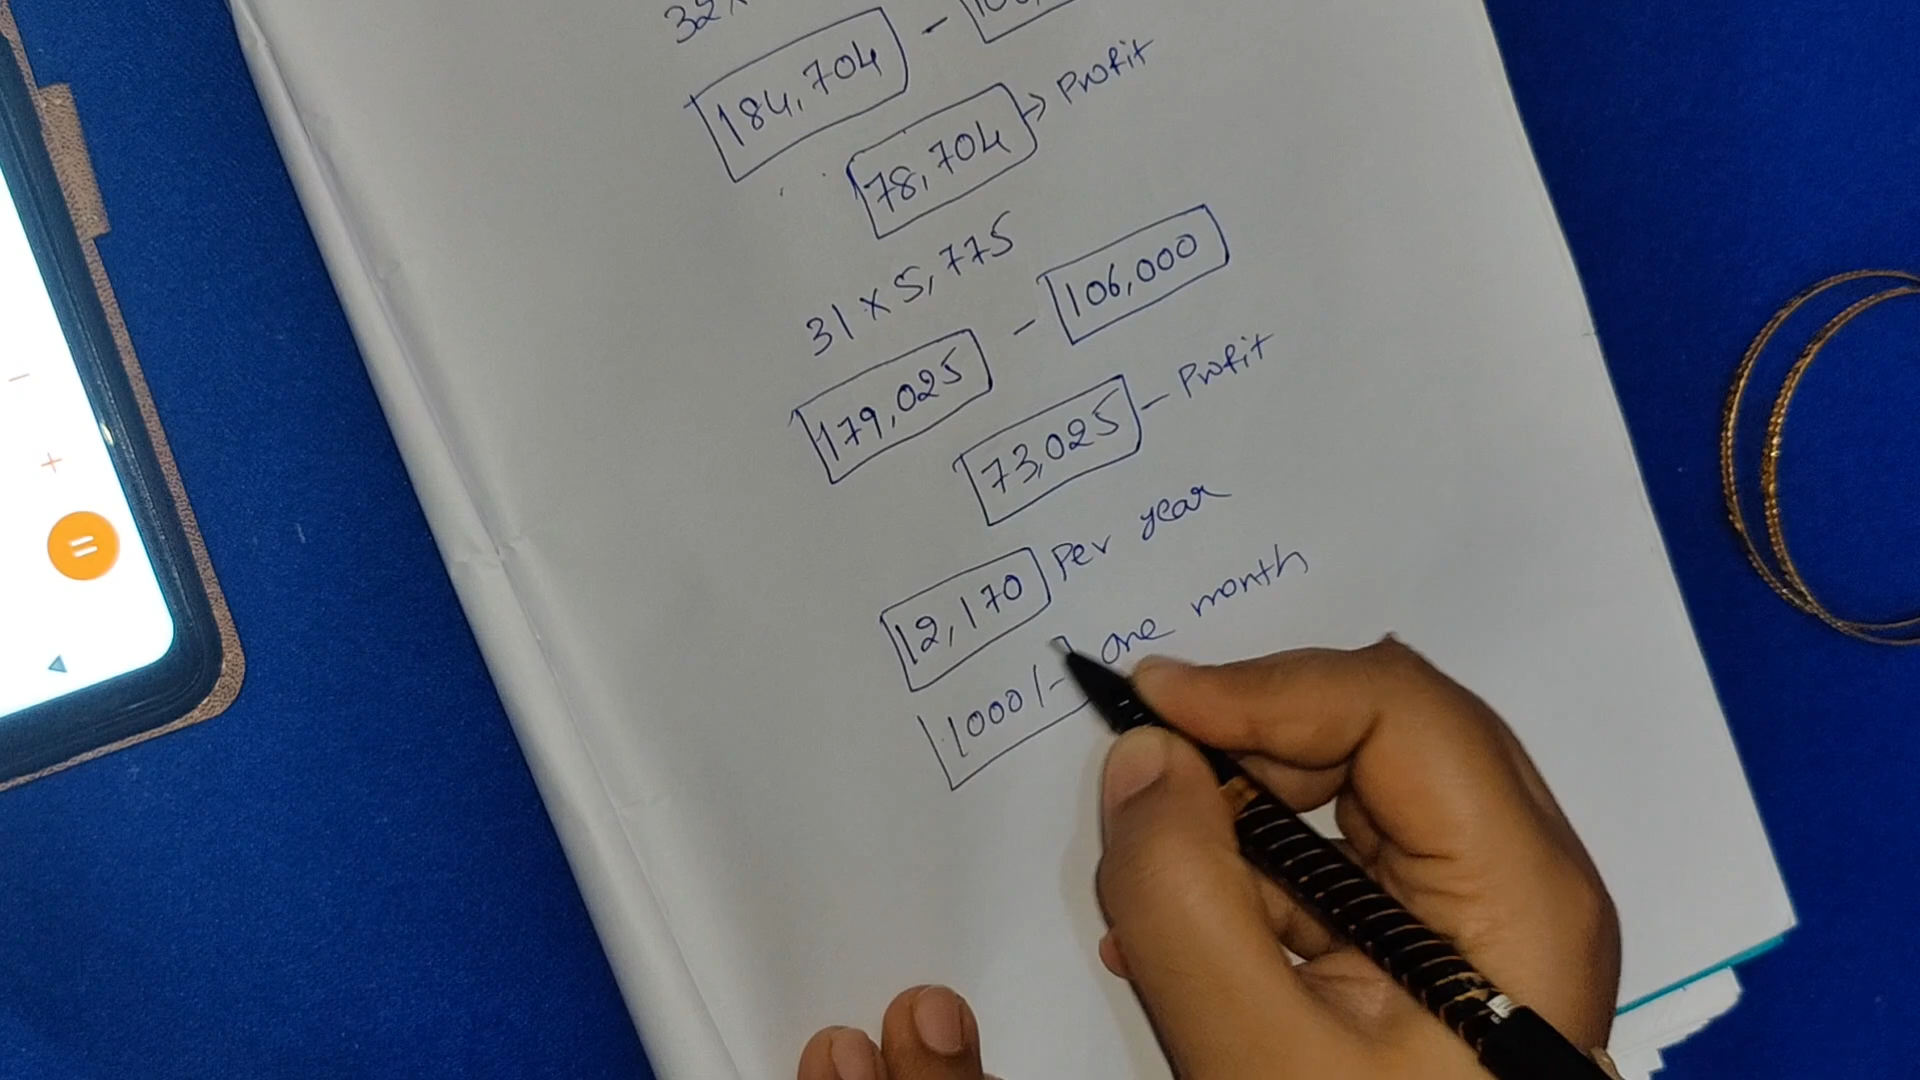 184,704 -
78,704 → Profit
31 x 5,775
179,025 - 106,000
73,025 - Profit
12,170 Per year
1000/- one month